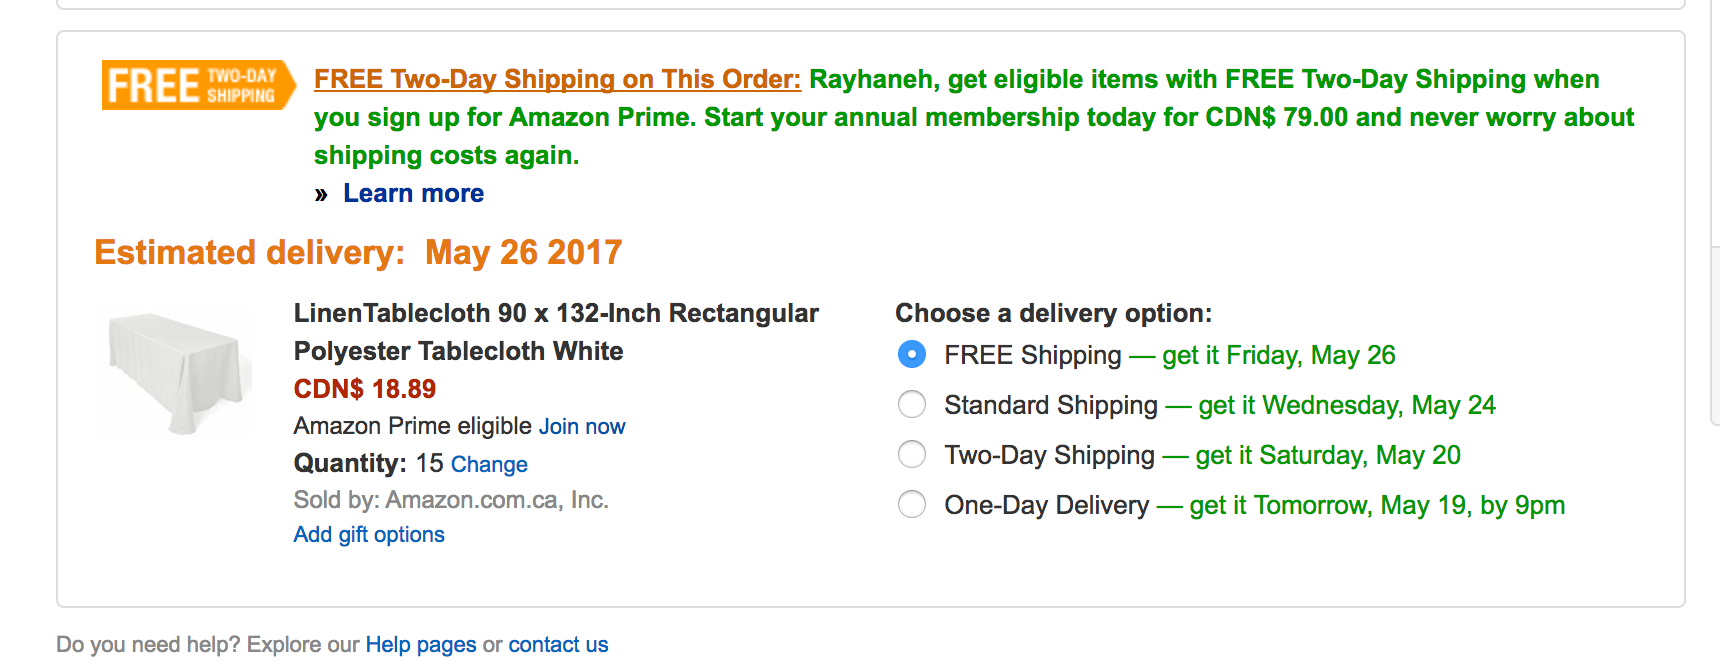 FREE TWO-DAY SHIPPING
FREE Two-Day Shipping on This Order: Rayhaneh, get eligible items with FREE Two-Day Shipping when
you sign up for Amazon Prime. Start your annual membership today for CDN$ 79.00 and never worry about
shipping costs again.
» Learn more
Estimated delivery: May 26 2017
LinenTablecloth 90 x 132-Inch Rectangular
Polyester Tablecloth White
CDN$ 18.89
Amazon Prime eligible Join now
Quantity: 15 Change
Sold by: Amazon.com.ca, Inc.
Add gift options
Choose a delivery option:
FREE Shipping — get it Friday, May 26
Standard Shipping — get it Wednesday, May 24
Two-Day Shipping — get it Saturday, May 20
One-Day Delivery — get it Tomorrow, May 19, by 9pm
Do you need help? Explore our Help pages or contact us